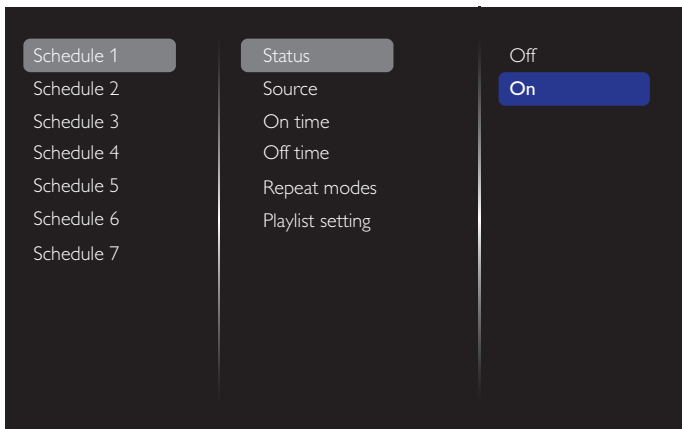 Schedule 1
Schedule 2
Schedule 3
Schedule 4
Schedule 5
Schedule 6
Schedule 7
Status
Source
On time
Off time
Repeat modes
Playlist setting
Off
On